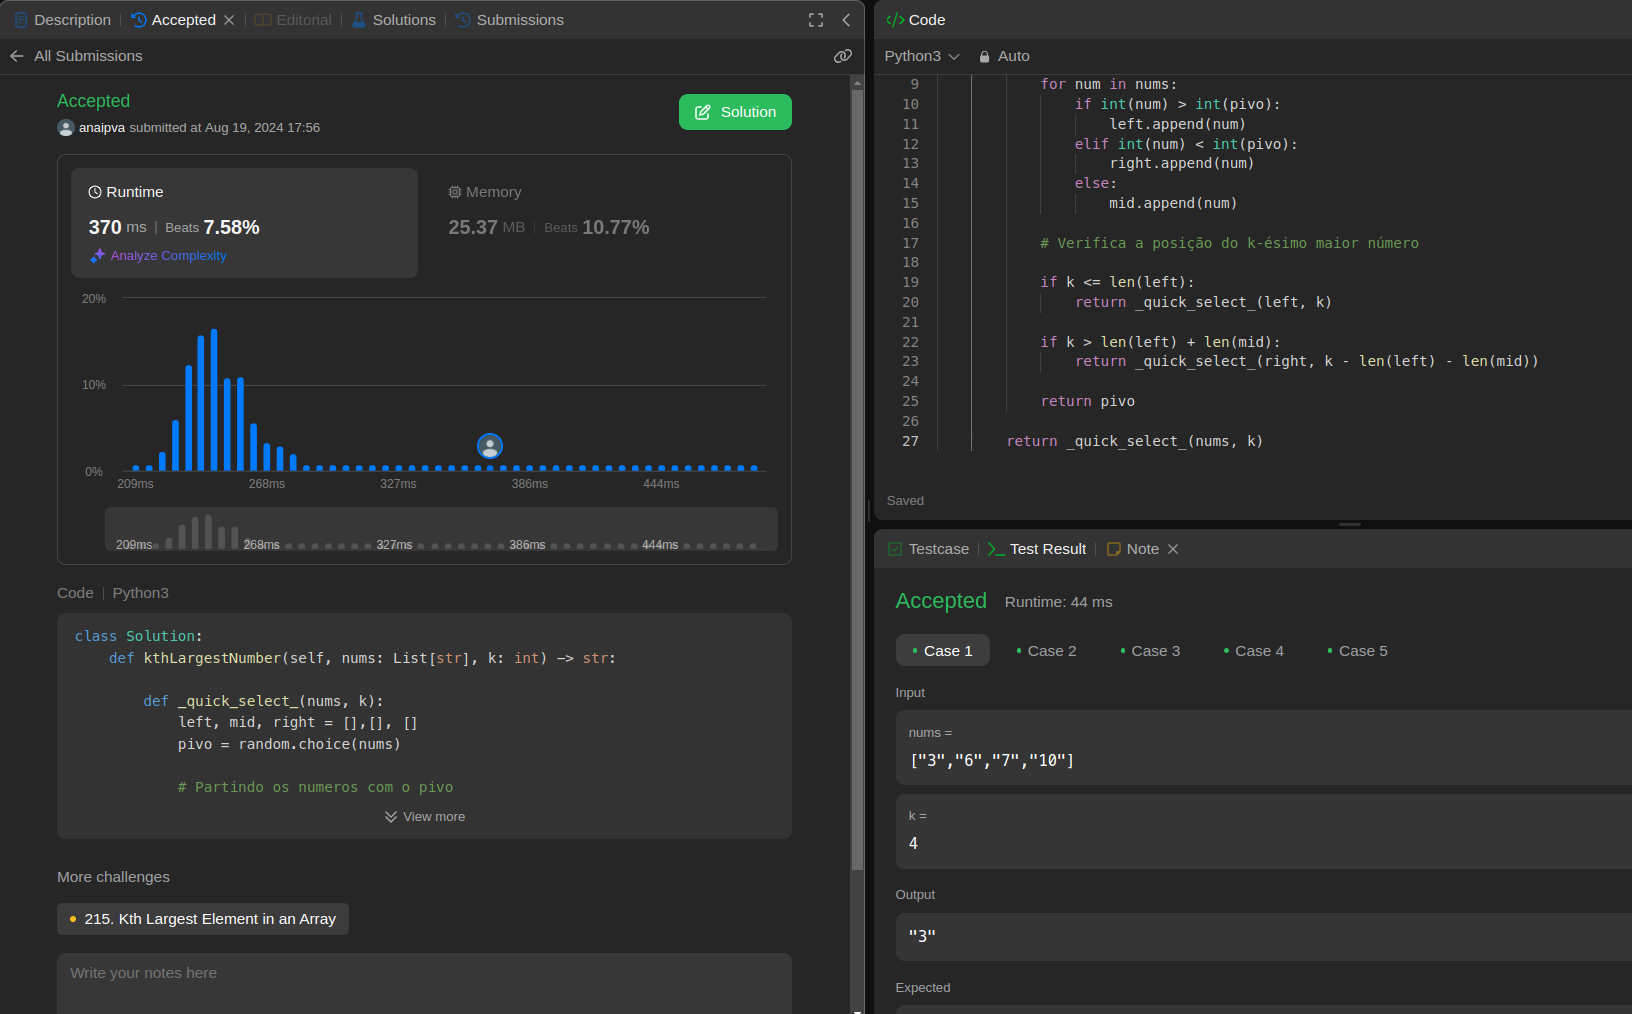 Description | Accepted | Editorial | Solutions | Submissions
All Submissions
Accepted
anaipva submitted at Aug 19, 2024 17:56
Solution
Runtime
370 ms | Beats 7.58%
Analyze Complexity
Memory
25.37 MB | Beats 10.77%
20%
10%
0%
209ms 268ms 327ms 386ms 444ms
209ms 268ms 327ms 386ms 444ms
Code | Python3
class Solution:
    def kthLargestNumber(self, nums: List[str], k: int) -> str:
        def _quick_select_(nums, k):
            left, mid, right = [],[], []
            pivo = random.choice(nums)
            # Partindo os numeros com o pivo
View more
More challenges
215. Kth Largest Element in an Array
Write your notes here
Code
Python3 Auto
9 for num in nums:
10 if int(num) > int(pivo):
11 left.append(num)
12 elif int(num) < int(pivo):
13 right.append(num)
14 else:
15 mid.append(num)
16
17 # Verifica a posição do k-ésimo maior número
18
19 if k <= len(left):
20 return _quick_select_(left, k)
21
22 if k > len(left) + len(mid):
23 return _quick_select_(right, k - len(left) - len(mid))
24
25 return pivo
26
27 return _quick_select_(nums, k)
Saved
Testcase | Test Result | Note
Accepted Runtime: 44 ms
Case 1 Case 2 Case 3 Case 4 Case 5
Input
nums =
["3","6","7","10"]
k =
4
Output
"3"
Expected